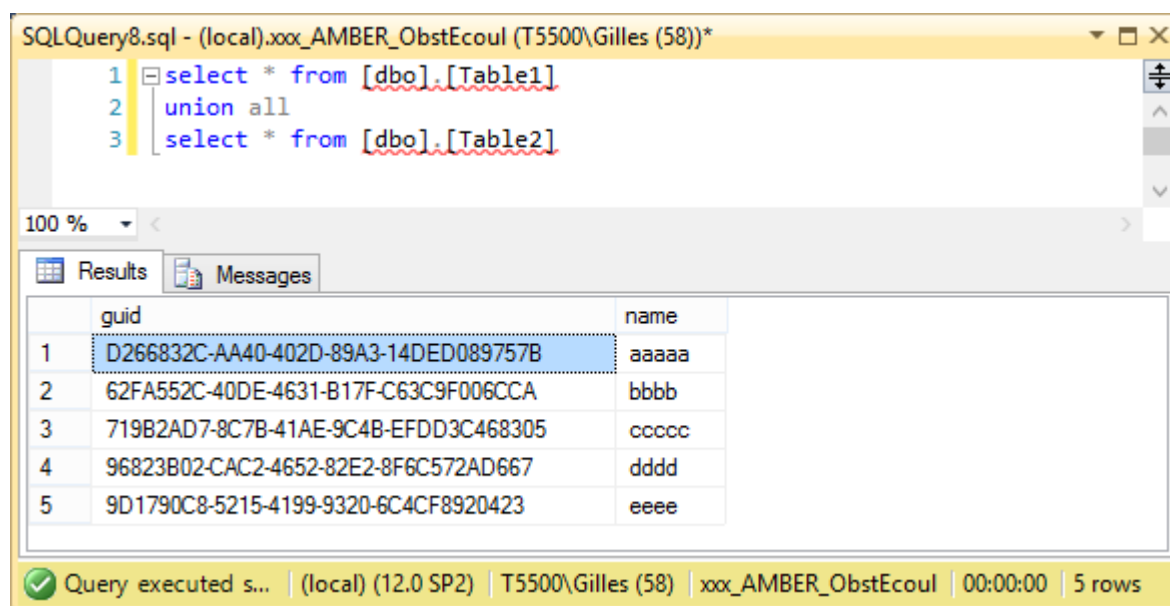 SQLQuery8.sql - (local).xxx_AMBER_ObstEcoul (T5500\Gilles (58))*
1 select * from [dbo].[Table1]
2 union all
3 select * from [dbo].[Table2]
100 %
Results Messages
guid name
1 D266832C-AA40-402D-89A3-14DED089757B aaaaa
2 62FA552C-40DE-4631-B17F-C63C9F006CCA bbbb
3 719B2AD7-8C7B-41AE-9C4B-EFDD3C468305 ccccc
4 96823B02-CAC2-4652-82E2-8F6C572AD667 dddd
5 9D1790C8-5215-4199-9320-6C4CF8920423 eeee
Query executed s... (local) (12.0 SP2) T5500\Gilles (58) xxx_AMBER_ObstEcoul 00:00:00 5 rows